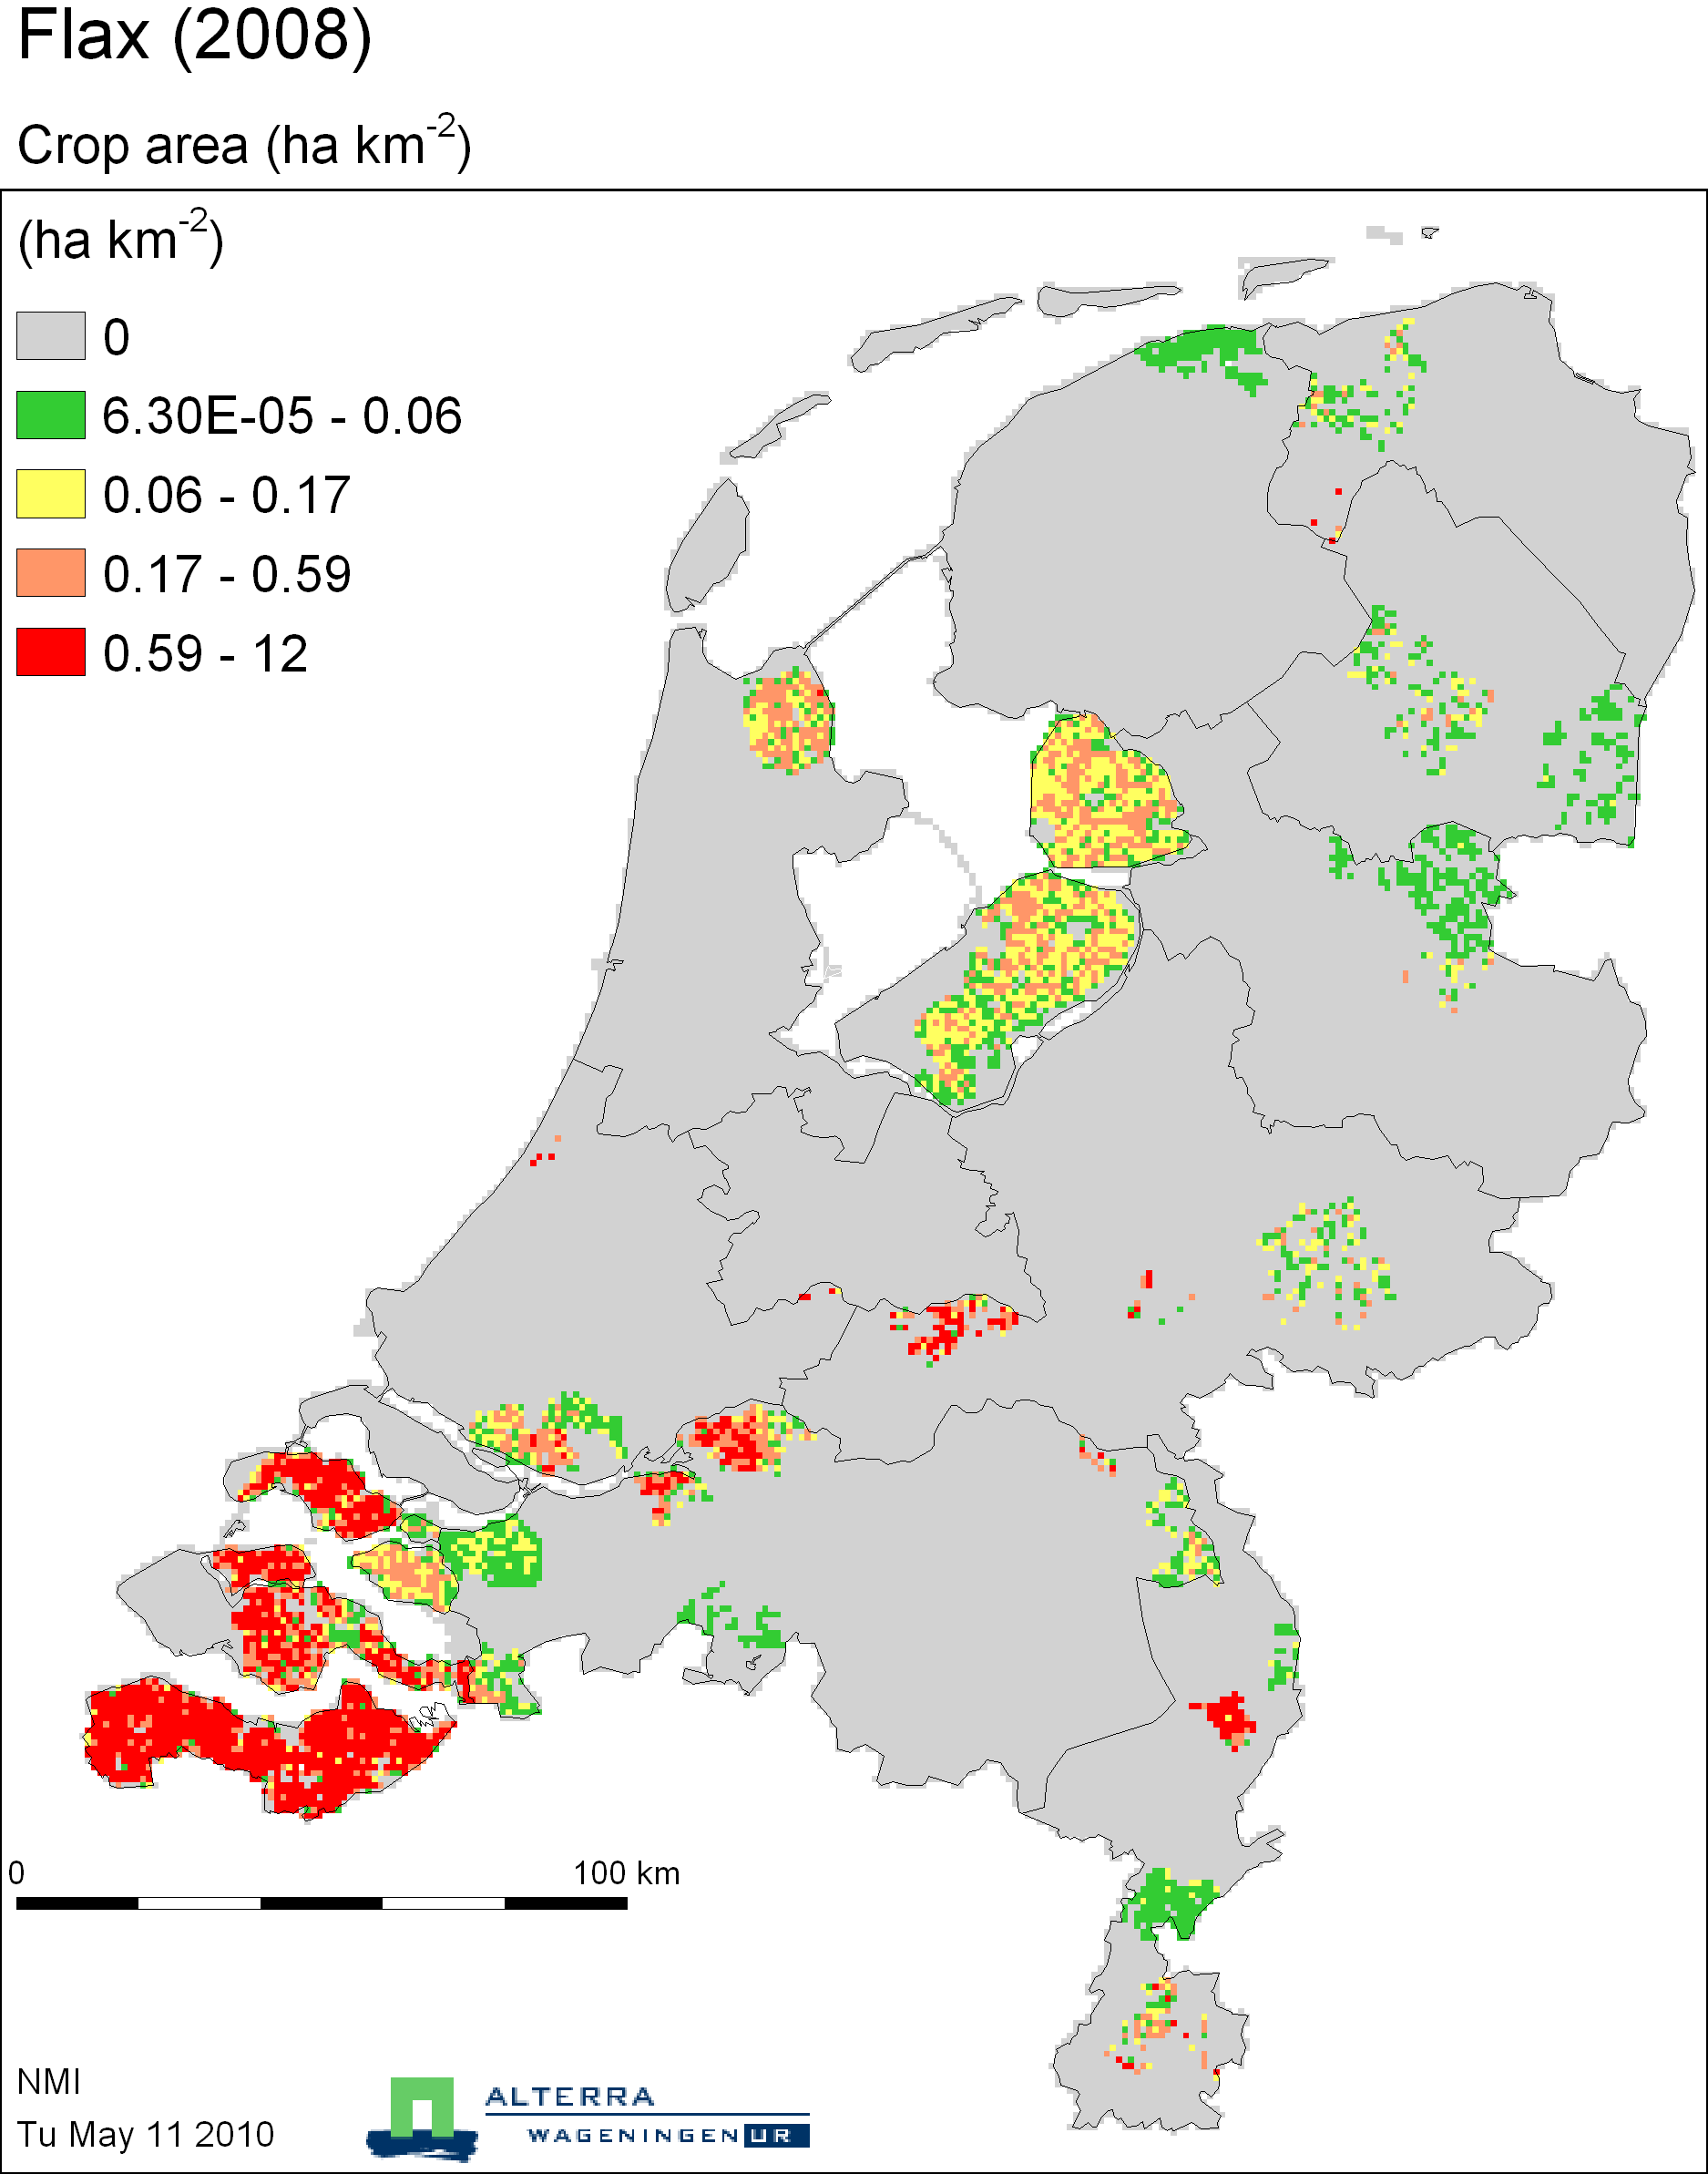 Flax (2008)
Crop area (ha km-2)
(ha km-2)
0
6.30E-05 - 0.06
0.06 - 0.17
0.17 - 0.59
0.59 - 12
0 100 km
NMI
Tu May 11 2010
ALTERRA
WAGENINGEN UR